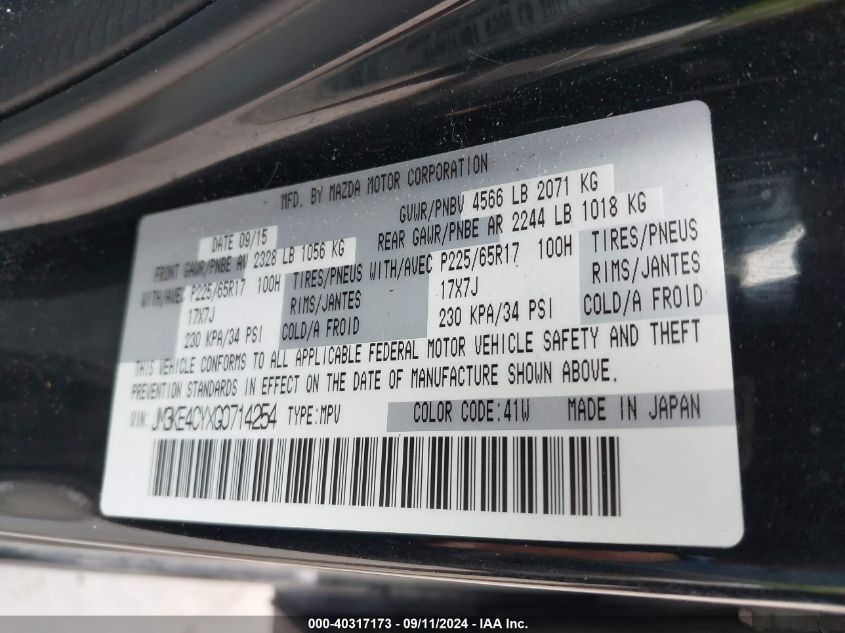 MFD. BY MAZDA MOTOR CORPORATION
DATE 09/15 GVWR/PNBV 4566 LB 2071 KG
FRONT GAWR/PNBE AV 2328 LB 1056 KG REAR GAWR/PNBE AR 2244 LB 1018 KG
WITH/AVEC P225/65R17 100H TIRES/PNEUS WITH/AVEC P225/65R17 100H TIRES/PNEUS
17X7J RIMS/JANTES 17X7J RIMS/JANTES
230 KPA/34 PSI COLD/A FROID 230 KPA/34 PSI COLD/A FROID
THIS VEHICLE CONFORMS TO ALL APPLICABLE FEDERAL MOTOR VEHICLE SAFETY AND THEFT
PREVENTION STANDARDS IN EFFECT ON THE DATE OF MANUFACTURE SHOWN ABOVE.
VIN: JM3KE4CYXG0714254 TYPE:MPV COLOR CODE:41W MADE IN JAPAN
000-40317173 - 09/11/2024 - IAA Inc.